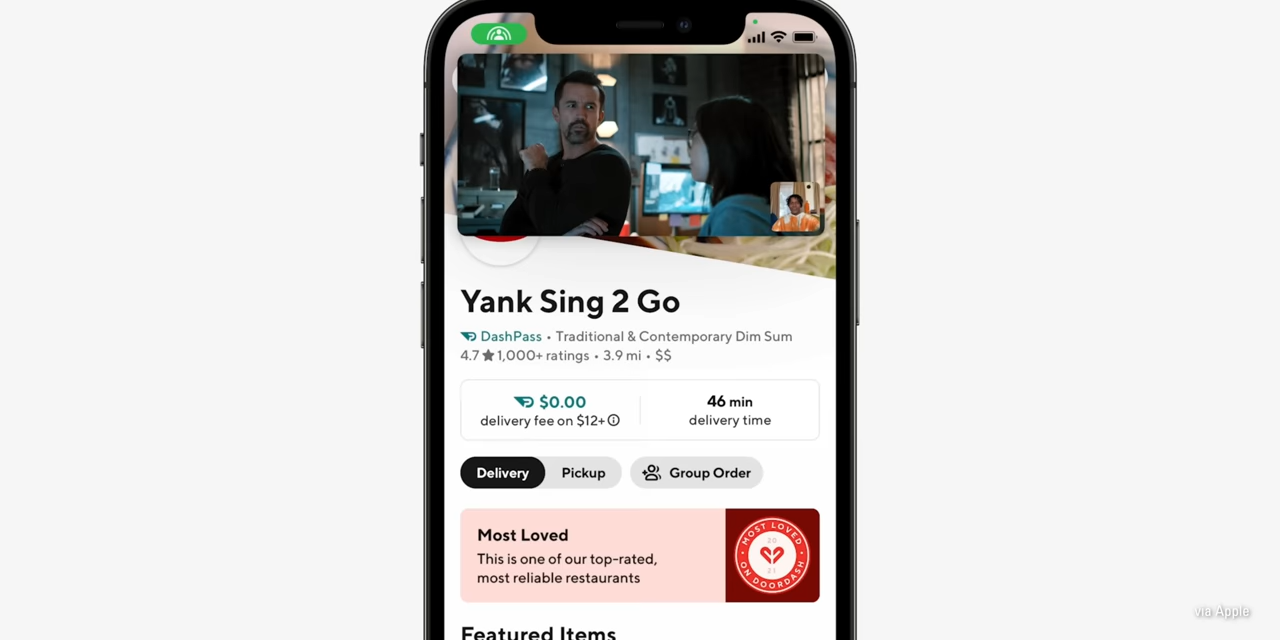 Yank Sing 2 Go
DashPass • Traditional & Contemporary Dim Sum
4.7 ★ 1,000+ ratings • 3.9 mi • $$
$0.00
delivery fee on $12+
46 min
delivery time
Delivery
Pickup
Group Order
Most Loved
This is one of our top-rated,
most reliable restaurants
MOST LOVED
20
21
ON DOORDASH
Featured Items
via Apple